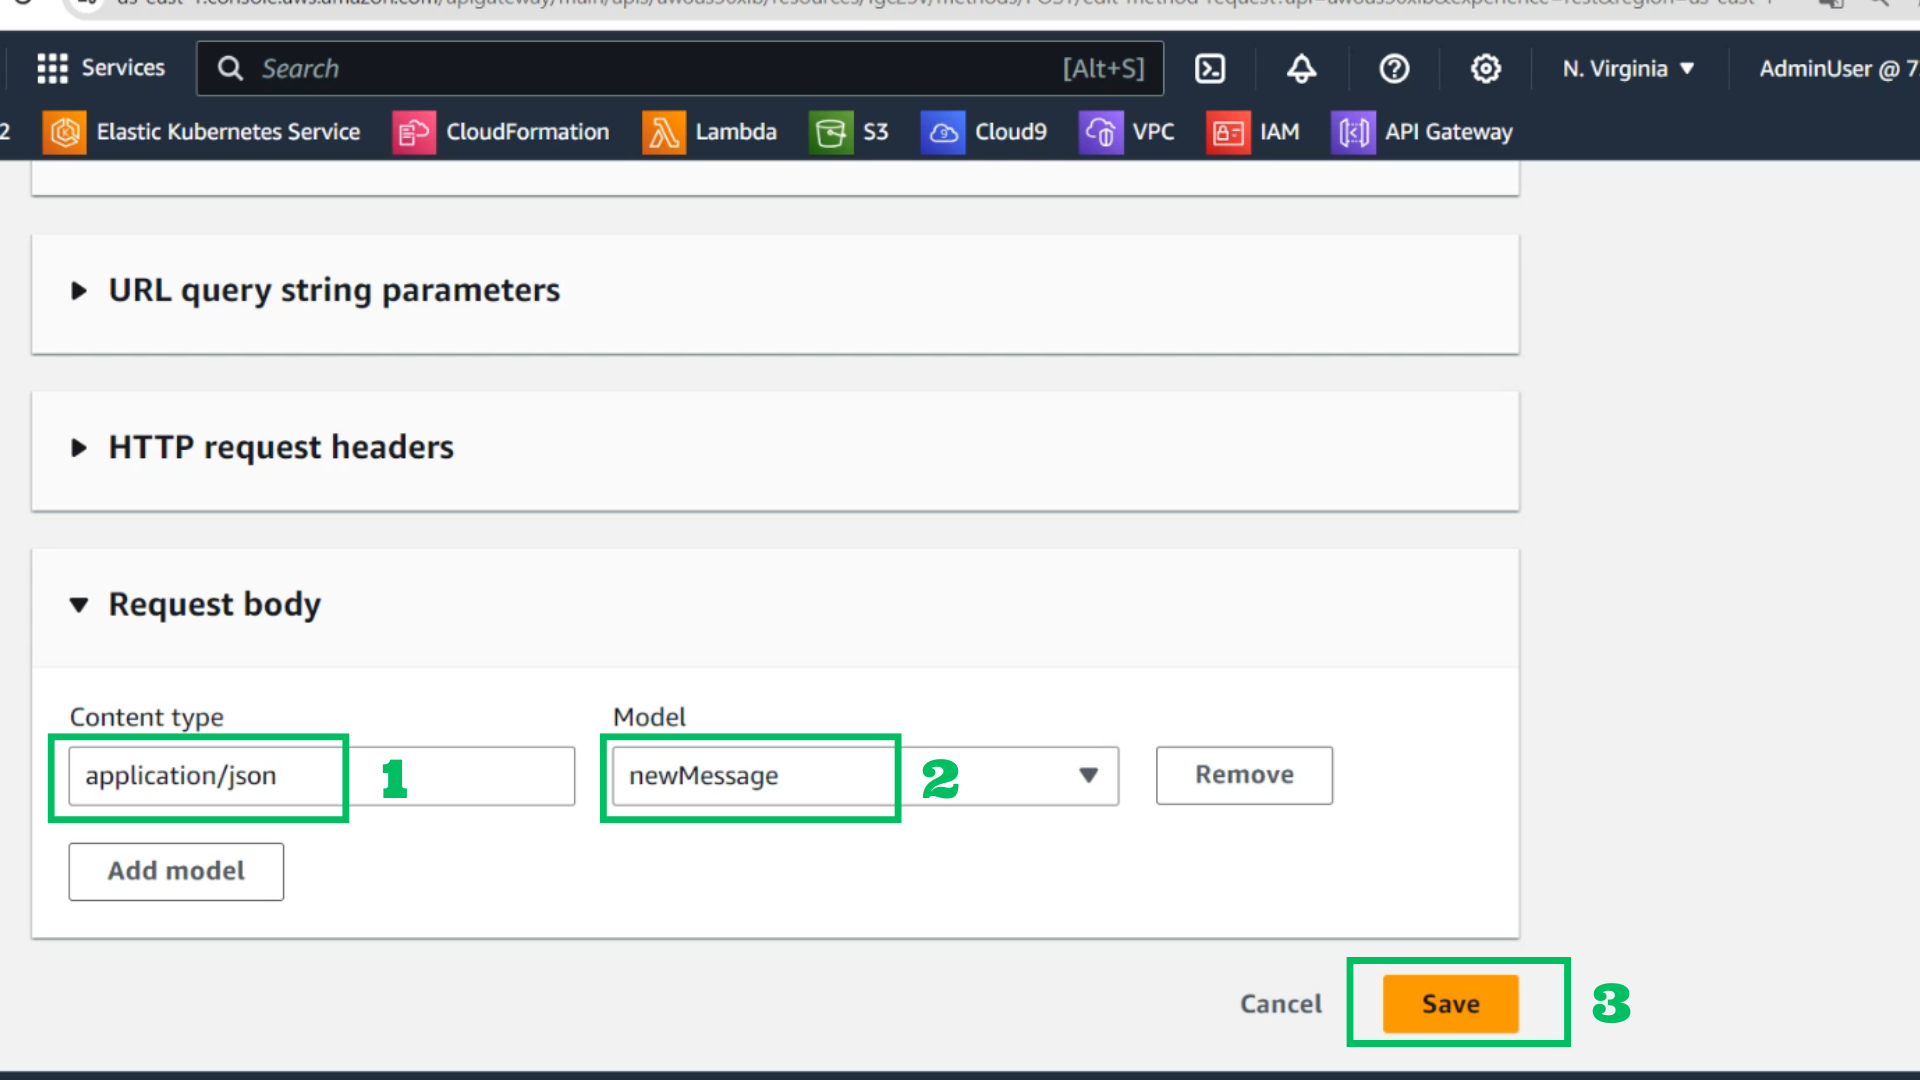 Services
Search [Alt+S]
N. Virginia
AdminUser @ 7
2 Elastic Kubernetes Service CloudFormation Lambda S3 Cloud9 VPC IAM API Gateway
URL query string parameters
HTTP request headers
Request body
Content type Model
application/json 1 newMessage 2 Remove
Add model
Cancel Save 3